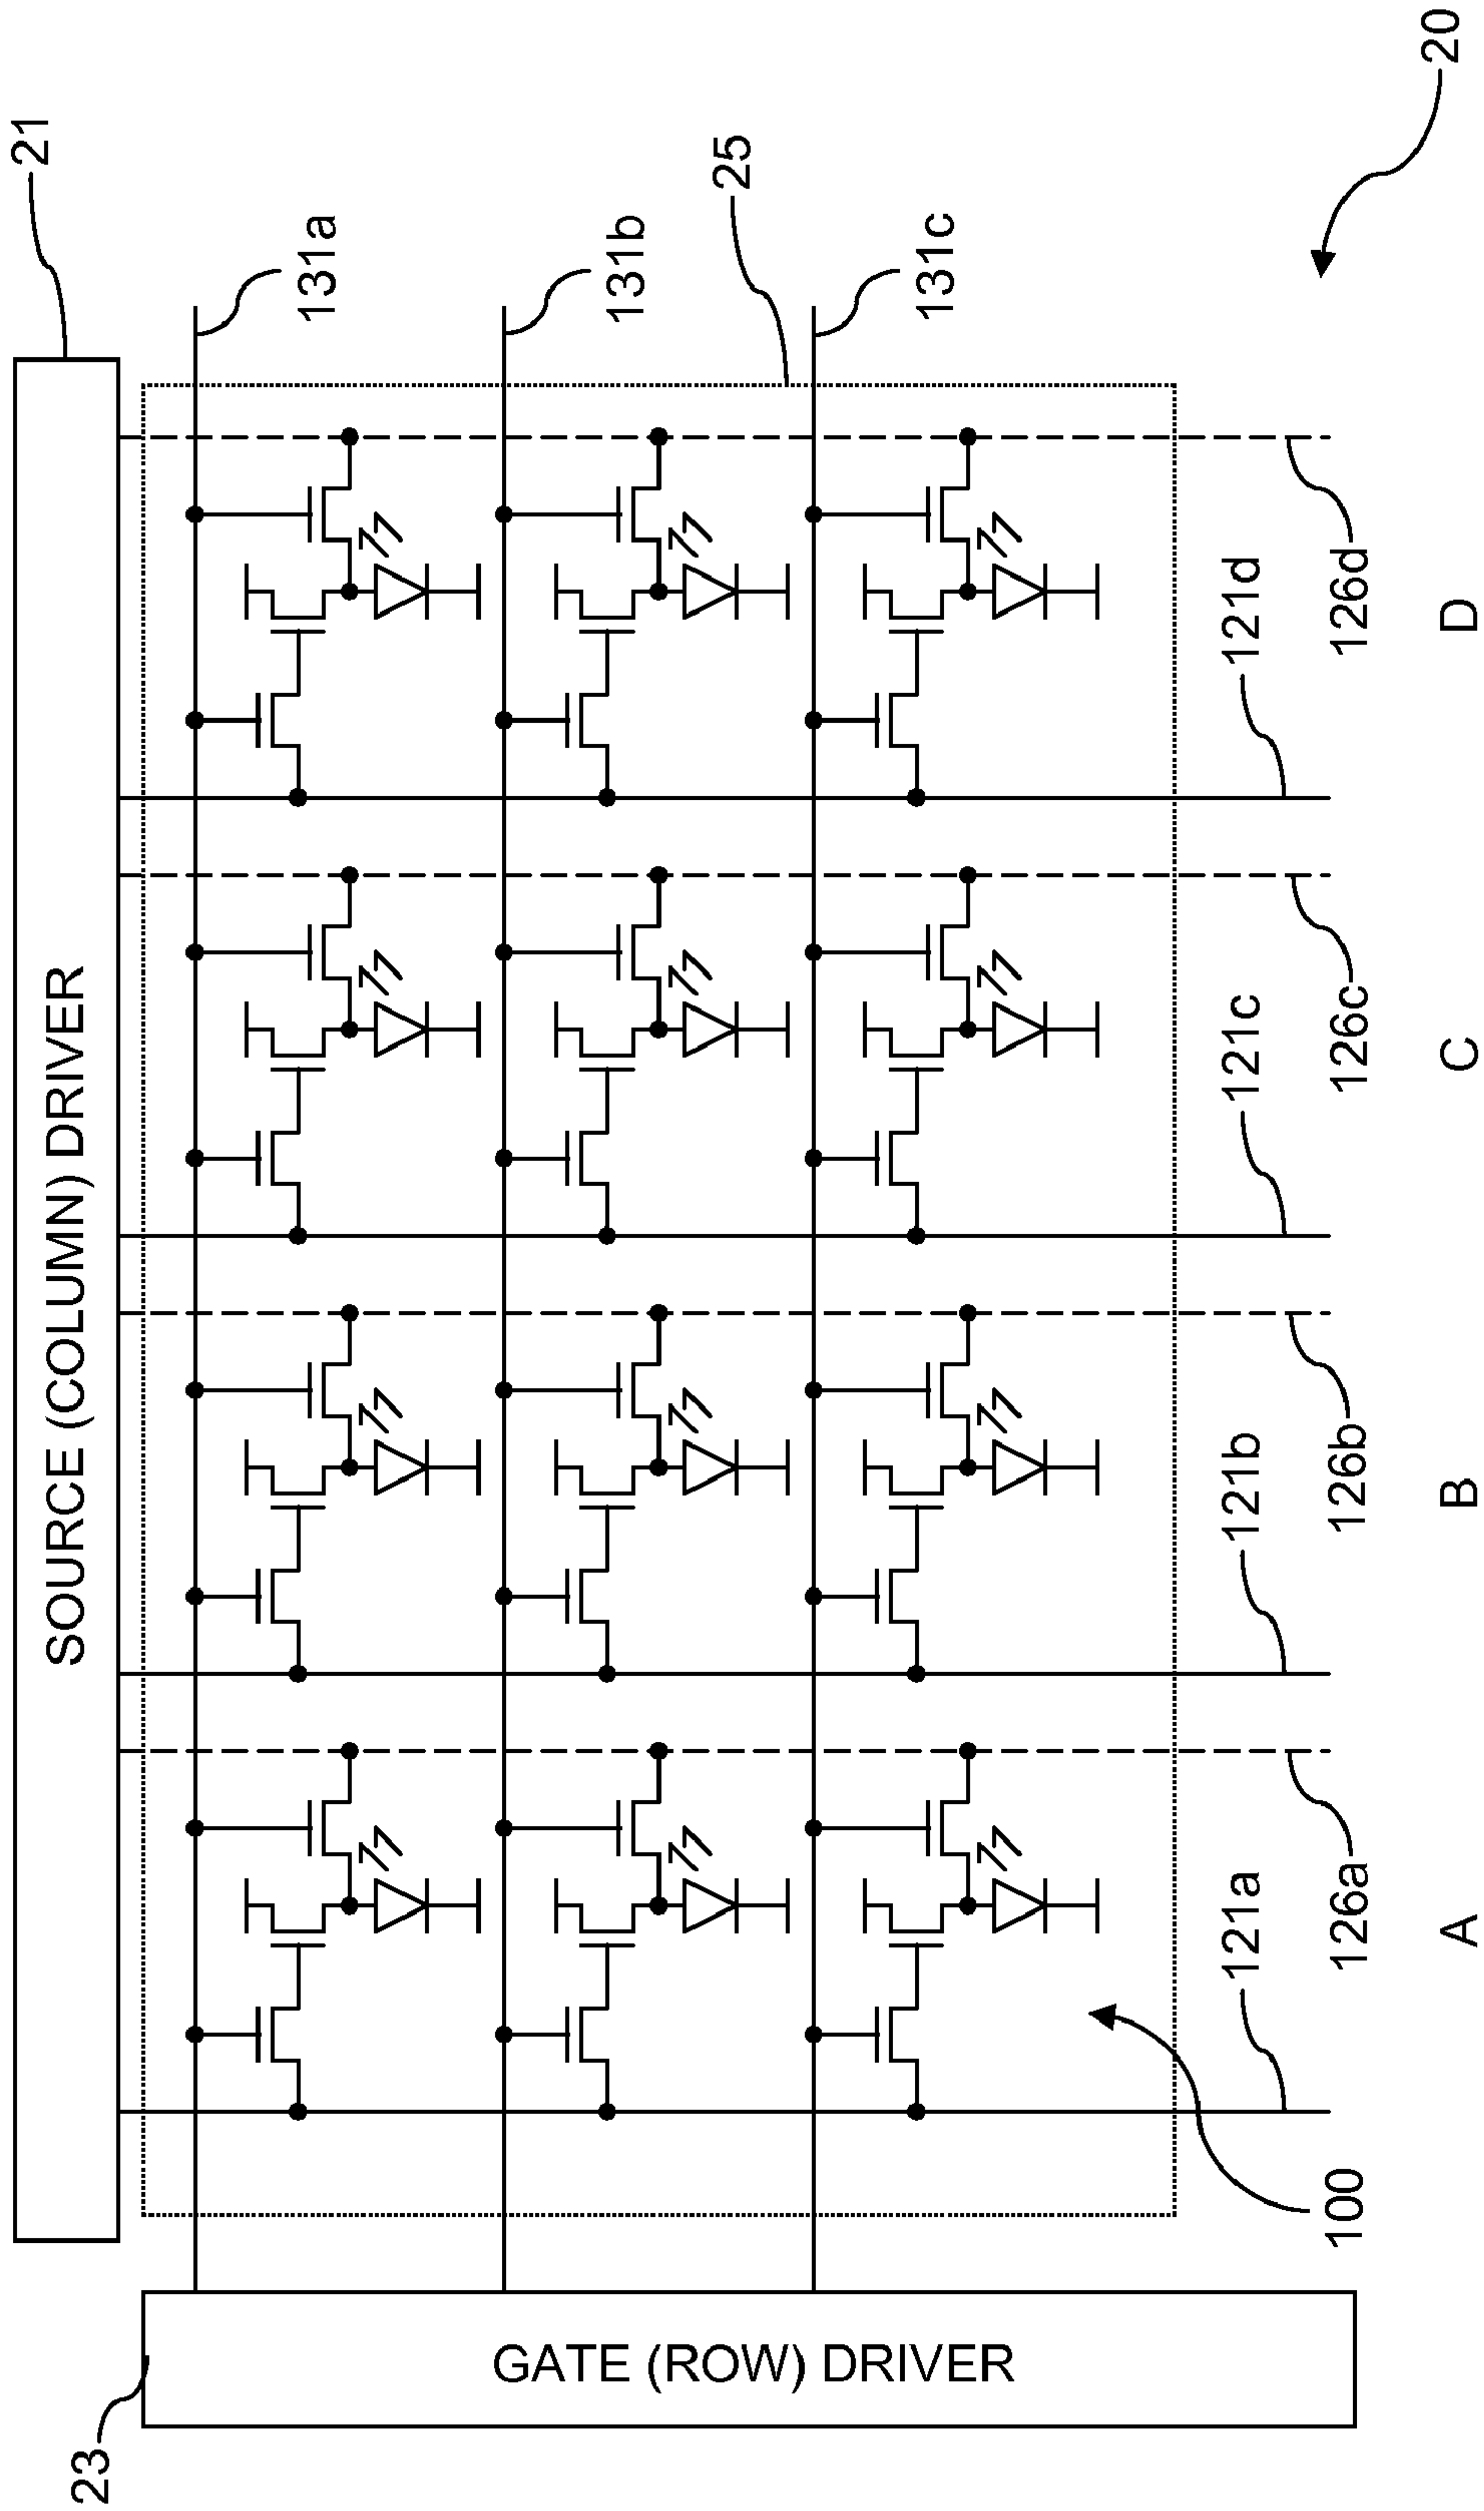 21
SOURCE (COLUMN) DRIVER
131a
131b
25
131c
23
GATE (ROW) DRIVER
20
100
121a
121b
121c
121d
126a
126b
126c
126d
A
B
C
D